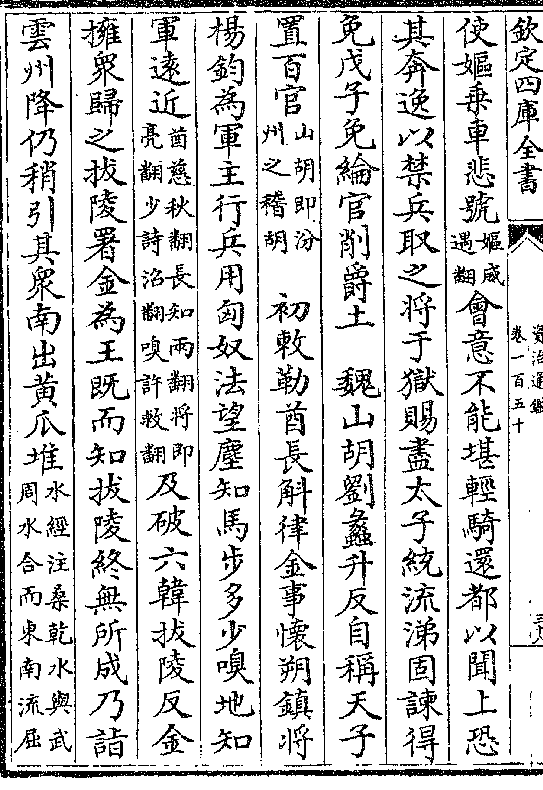 欽定四庫全書
資治通鑑
卷一百五十
使嫗乗車悲號嫗威遇翻會意不能堪輕騎還都以聞上恐
其奔逸以禁兵取之將于獄賜盡太子統流涕固諫得
免戊子免綸官削爵土　魏山胡劉蠡升反自稱天子
置百官山胡即汾州之稽胡　初敕勒酋長斛律金事懷朔鎮將
楊鈞為軍主行兵用匈奴法望塵知馬步多少嗅地知
軍遠近酋慈秋翻長知兩翻將即亮翻少詩沼翻嗅許救翻及破六韓拔陵反金
擁衆歸之拔陵署金為王既而知拔陵終無所成乃詣
雲州降仍稍引其衆南出黄瓜堆水經注桑乾水與武周水合而東南流屈